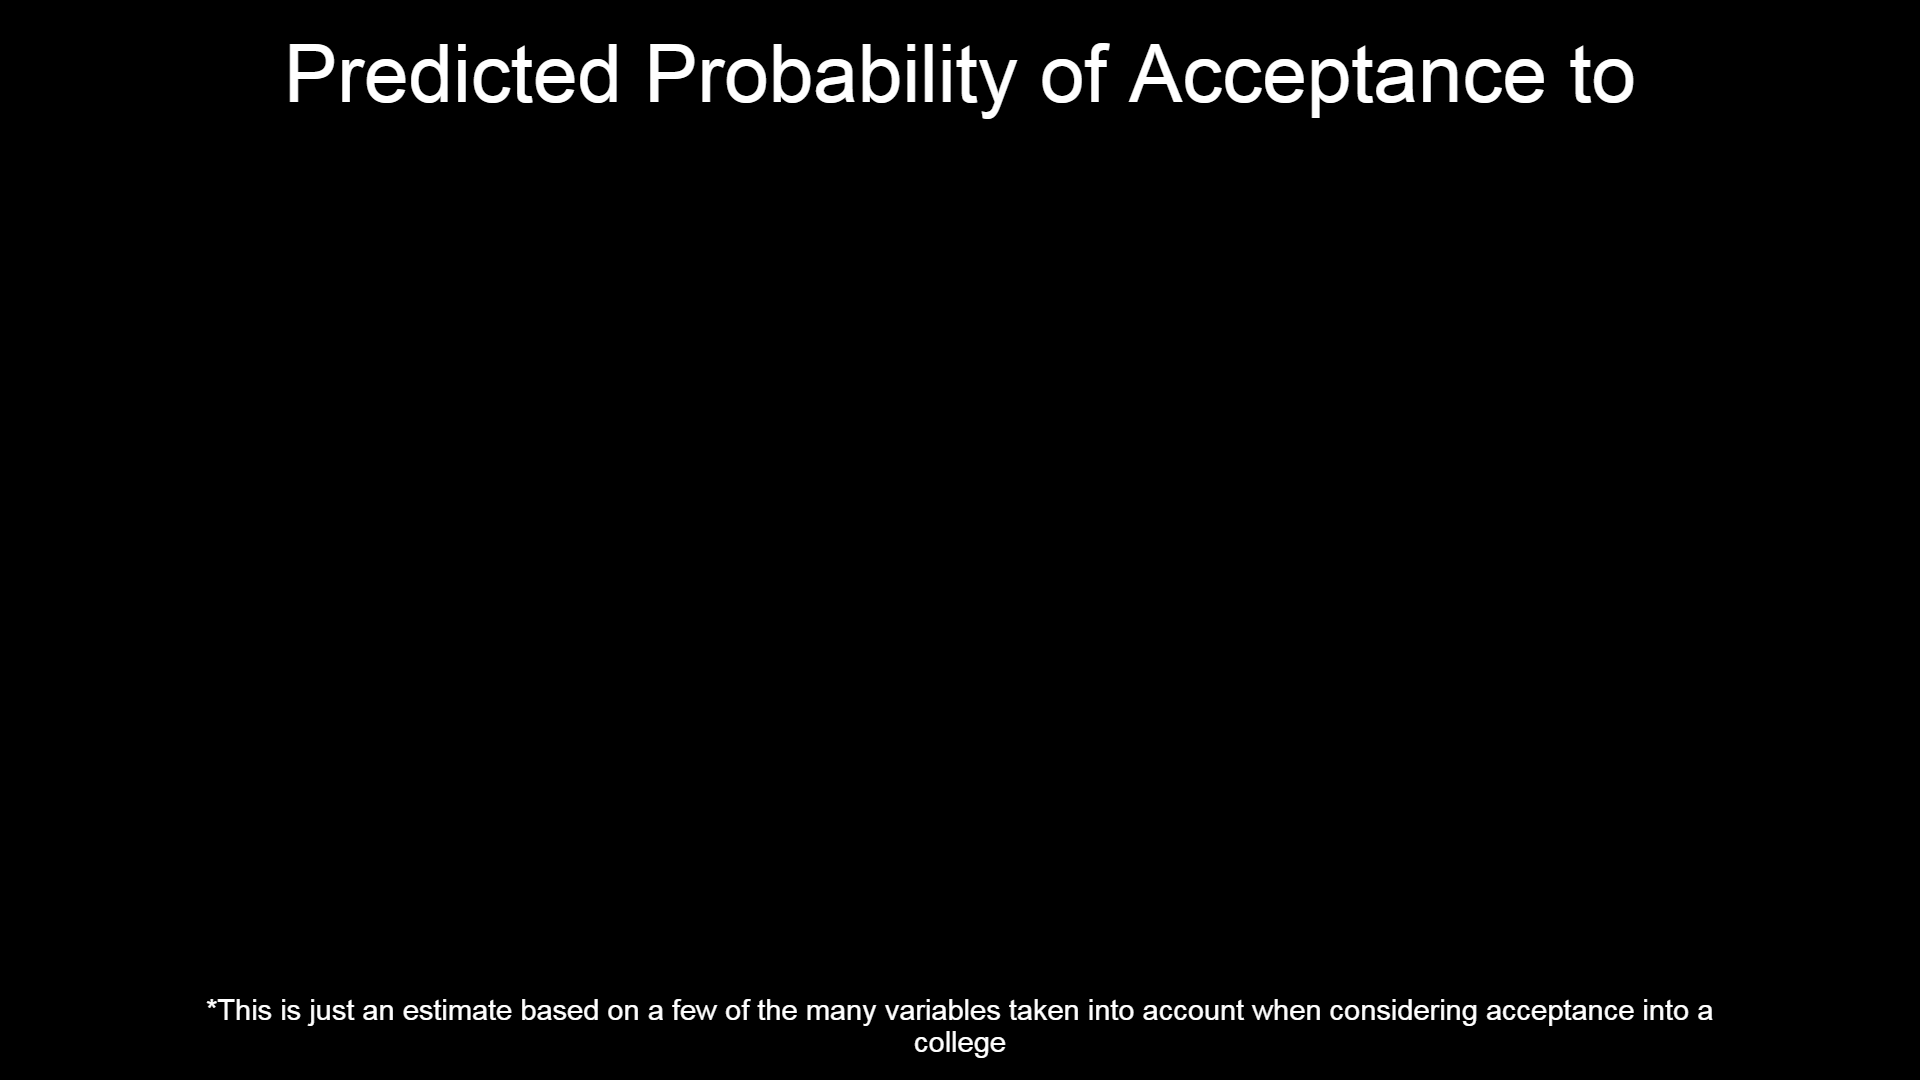 Predicted Probability of Acceptance to
*This is just an estimate based on a few of the many variables taken into account when considering acceptance into a
college